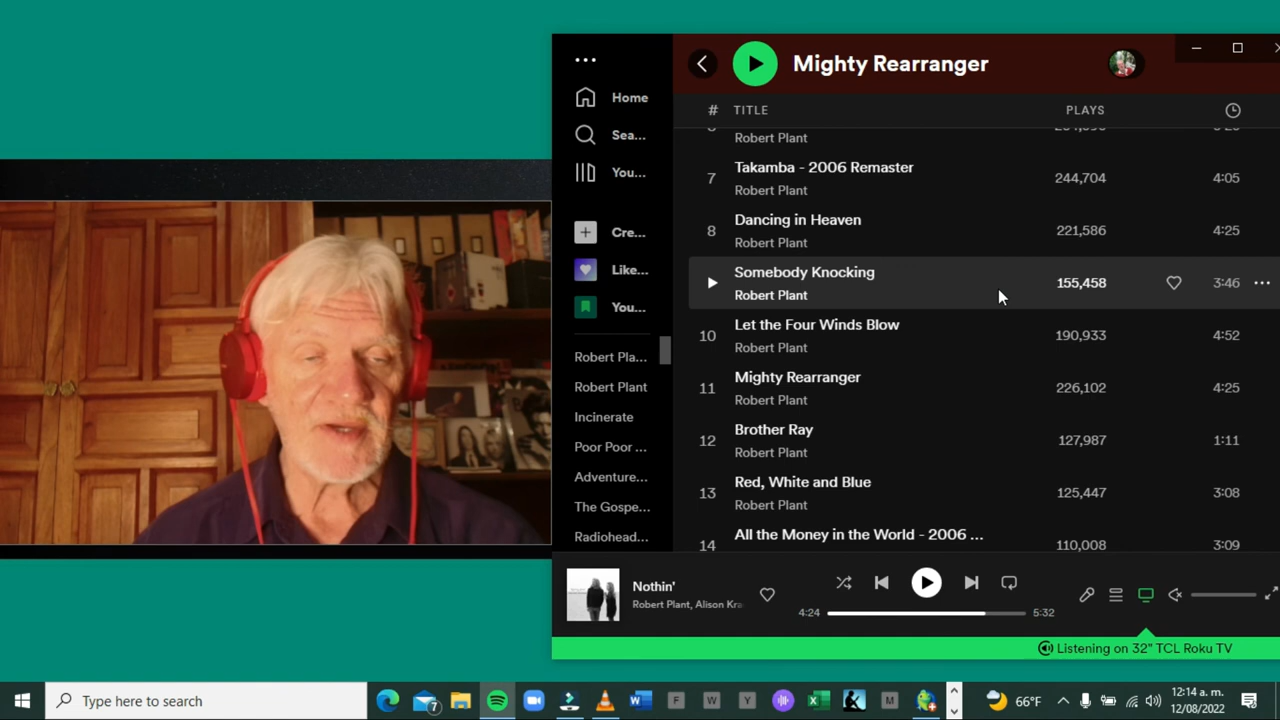 Mighty Rearranger
Home
Sea...
You...
Cre...
Like...
You...
Robert Pla...
Robert Plant
Incinerate
Poor Poor ...
Adventure...
The Gospe...
Radiohead...
# TITLE PLAYS
Robert Plant
7 Takamba - 2006 Remaster 244,704 4:05
Robert Plant
8 Dancing in Heaven 221,586 4:25
Robert Plant
Somebody Knocking 155,458 3:46
Robert Plant
10 Let the Four Winds Blow 190,933 4:52
Robert Plant
11 Mighty Rearranger 226,102 4:25
Robert Plant
12 Brother Ray 127,987 1:11
Robert Plant
13 Red, White and Blue 125,447 3:08
Robert Plant
14 All the Money in the World - 2006 ... 110,008 3:09
Nothin'
Robert Plant, Alison Kra
4:24 5:32
Listening on 32" TCL Roku TV
Type here to search
7
F
W
Y
M
66°F
12:14 a. m.
12/08/2022